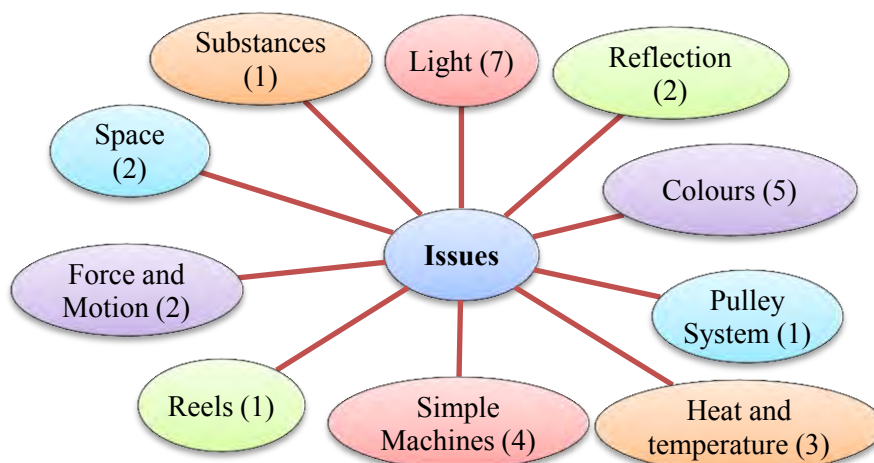 Substances
(1)
Light (7)
Reflection
(2)
Space
(2)
Colours (5)
Issues
Force and
Motion (2)
Pulley
System (1)
Reels (1)
Simple
Machines (4)
Heat and
temperature (3)